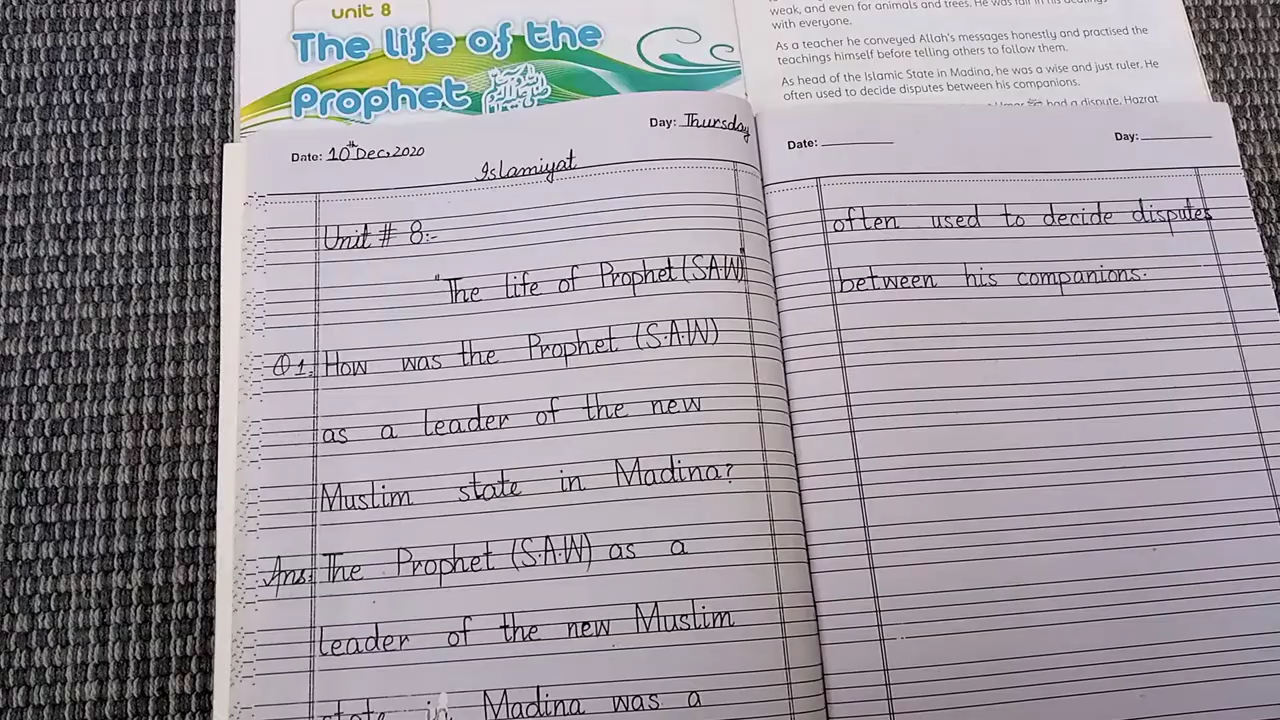 unit 8
The life of the
Prophet
weak, and even for animals and trees. He was fair in his dealings
with everyone.
As a teacher he conveyed Allah's messages honestly and practised the
teachings himself before telling others to follow them.
As head of the Islamic State in Madina, he was a wise and just ruler. He
often used to decide disputes between his companions.
had a dispute. Hazrat
Date: 10th Dec, 2020
Day: Thursday
Islamiyat
Unit # 8:-
"The life of Prophet (S.A.W)"
Q1. How was the Prophet (S.A.W)
as a leader of the new
Muslim state in Madina?
Ans: The Prophet (S.A.W) as a
leader of the new Muslim
state in Madina was a
Date:
Day:
often used to decide disputes
between his companions.